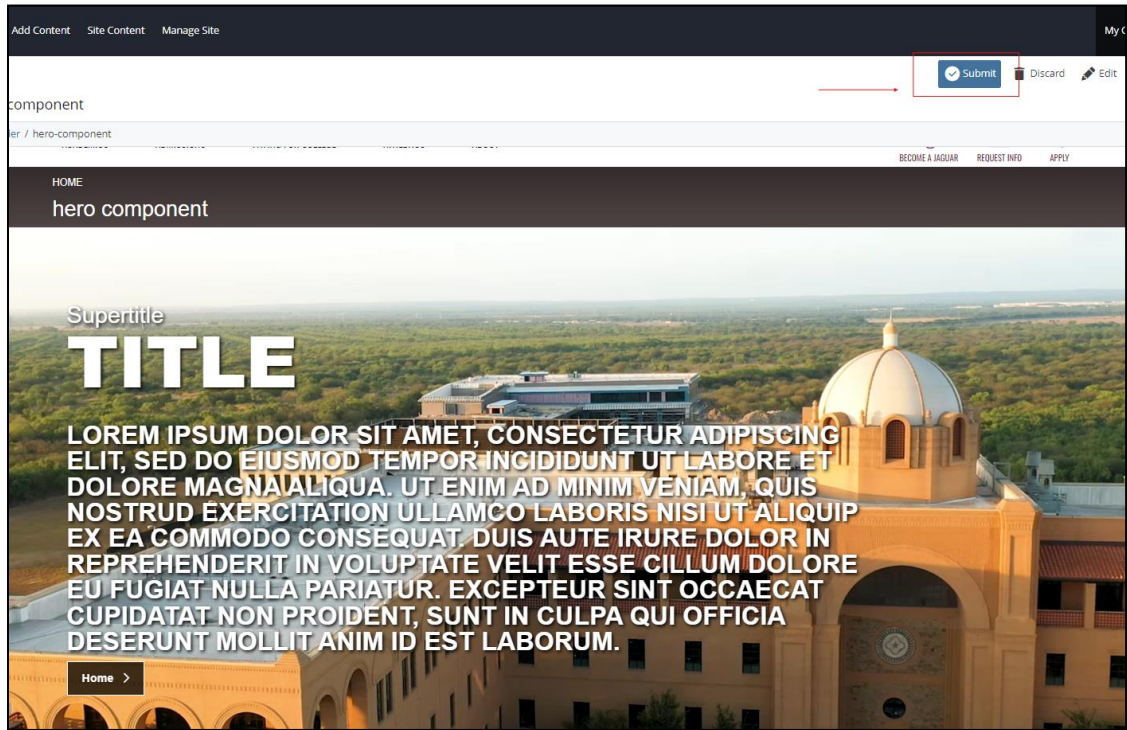 Add Content Site Content Manage Site
Submit Discard Edit
component
/ hero-component
BECOME A JAGUAR REQUEST INFO APPLY
HOME
hero component
Supertitle
TITLE
LOREM IPSUM DOLOR SIT AMET, CONSECTETUR ADIPISCING
ELIT, SED DO EIUSMOD TEMPOR INCIDIDUNT UT LABORE ET
DOLORE MAGNA ALIQUA. UT ENIM AD MINIM VENIAM, QUIS
NOSTRUD EXERCITATION ULLAMCO LABORIS NISI UT ALIQUIP
EX EA COMMODO CONSEQUAT. DUIS AUTE IRURE DOLOR IN
REPREHENDERIT IN VOLUPTATE VELIT ESSE CILLUM DOLORE
EU FUGIAT NULLA PARIATUR. EXCEPTEUR SINT OCCAECAT
CUPIDATAT NON PROIDENT, SUNT IN CULPA QUI OFFICIA
DESERUNT MOLLIT ANIM ID EST LABORUM.
Home >